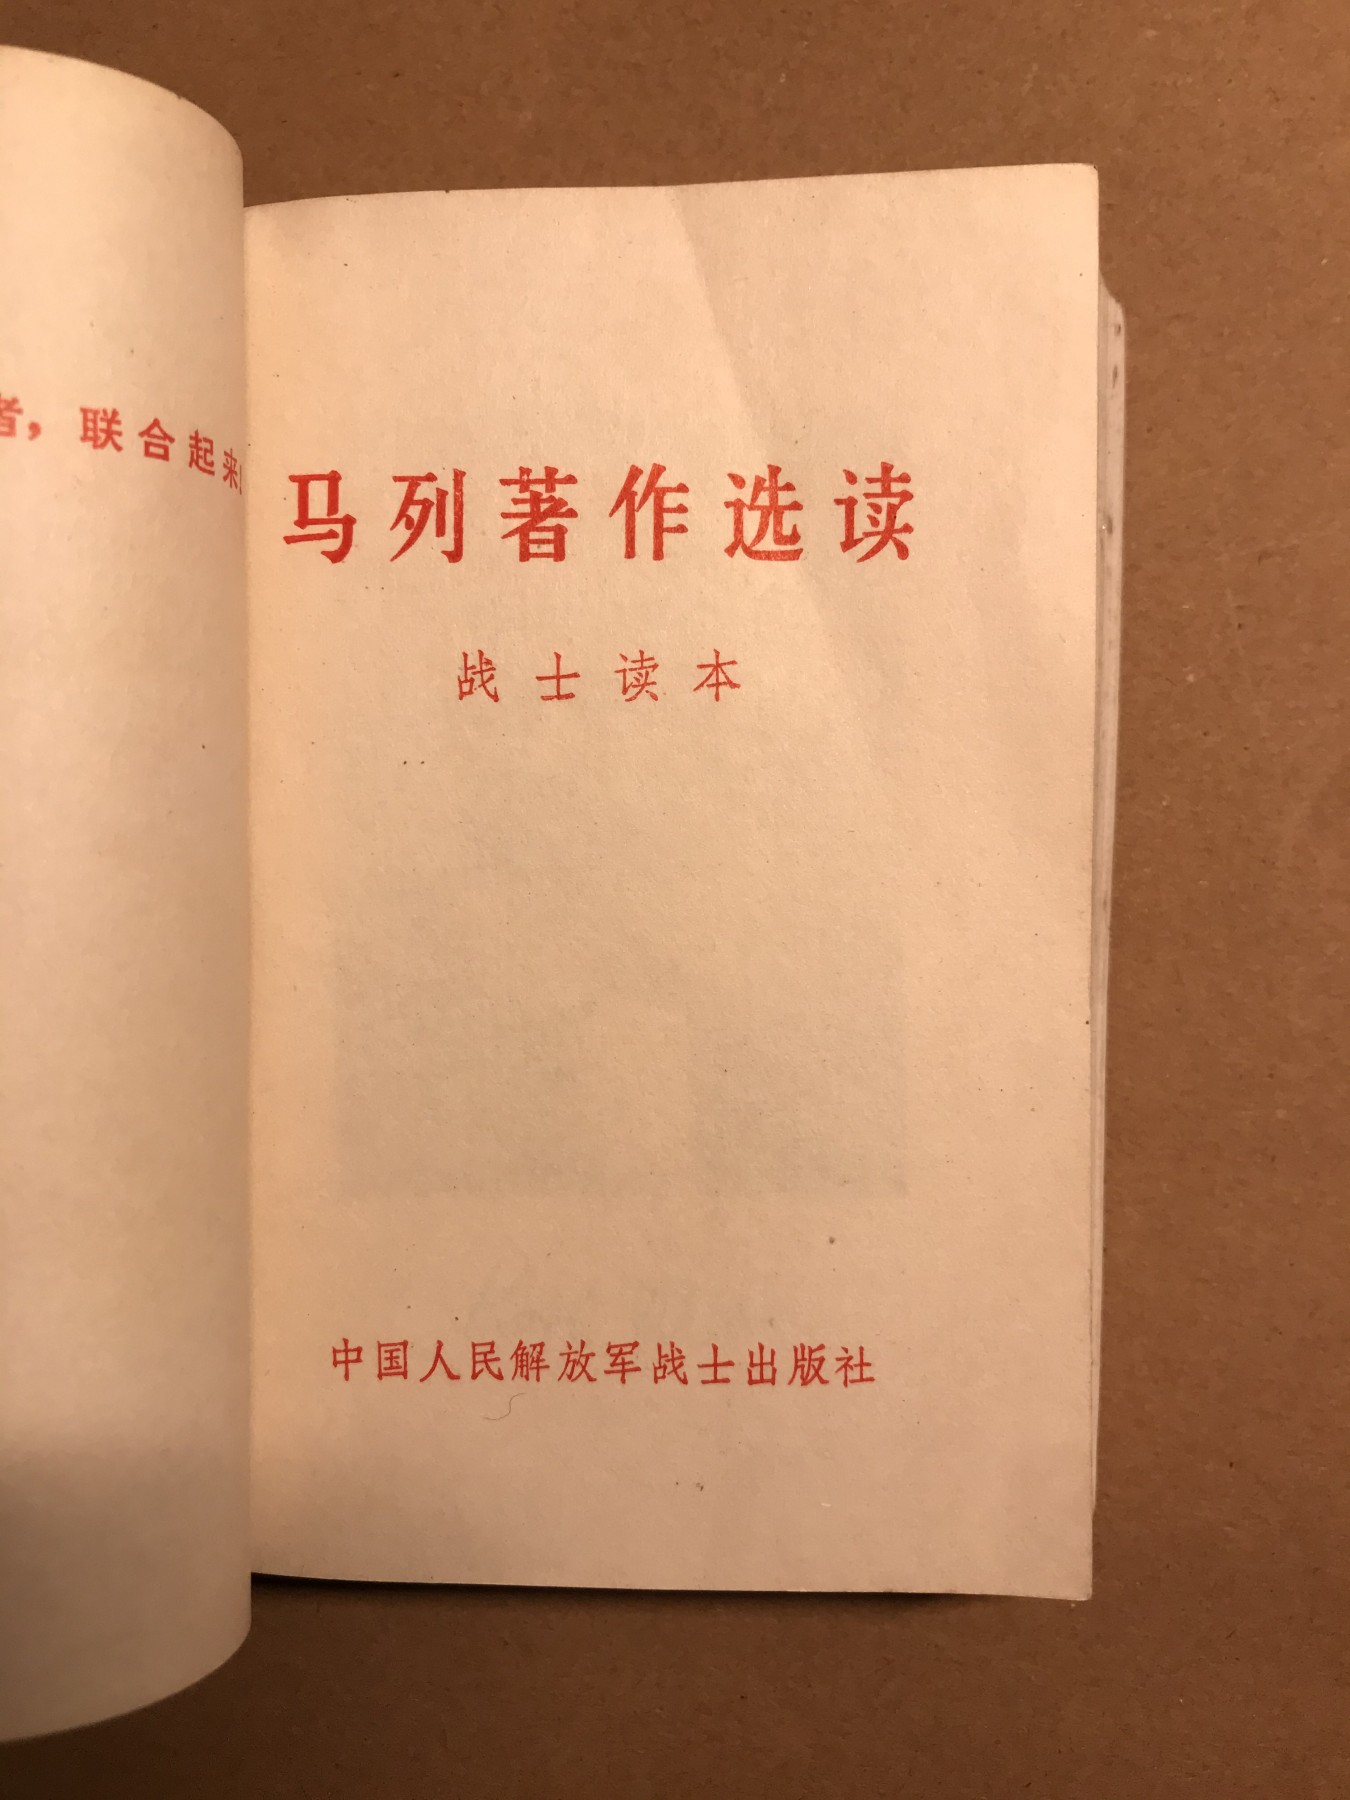 者，联合起来！
马列著作选读
战士读本
中国人民解放军战士出版社